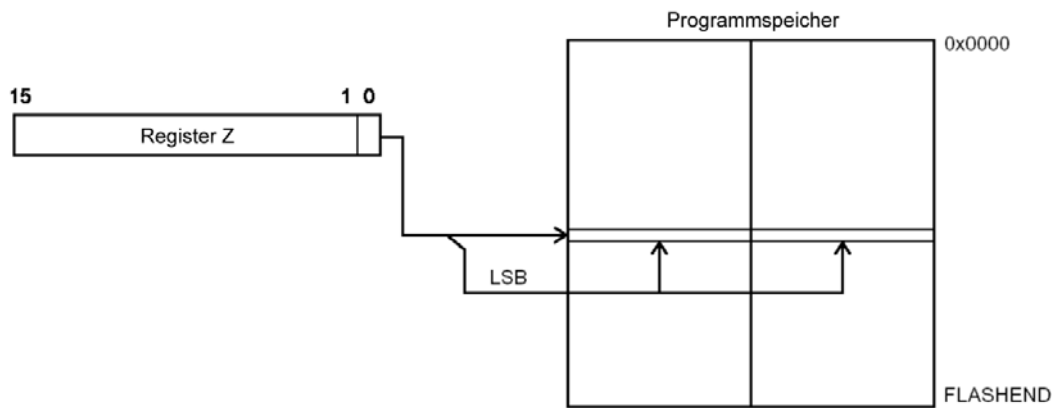 Programmspeicher
0x0000
15 1 0
Register Z
LSB
FLASHEND